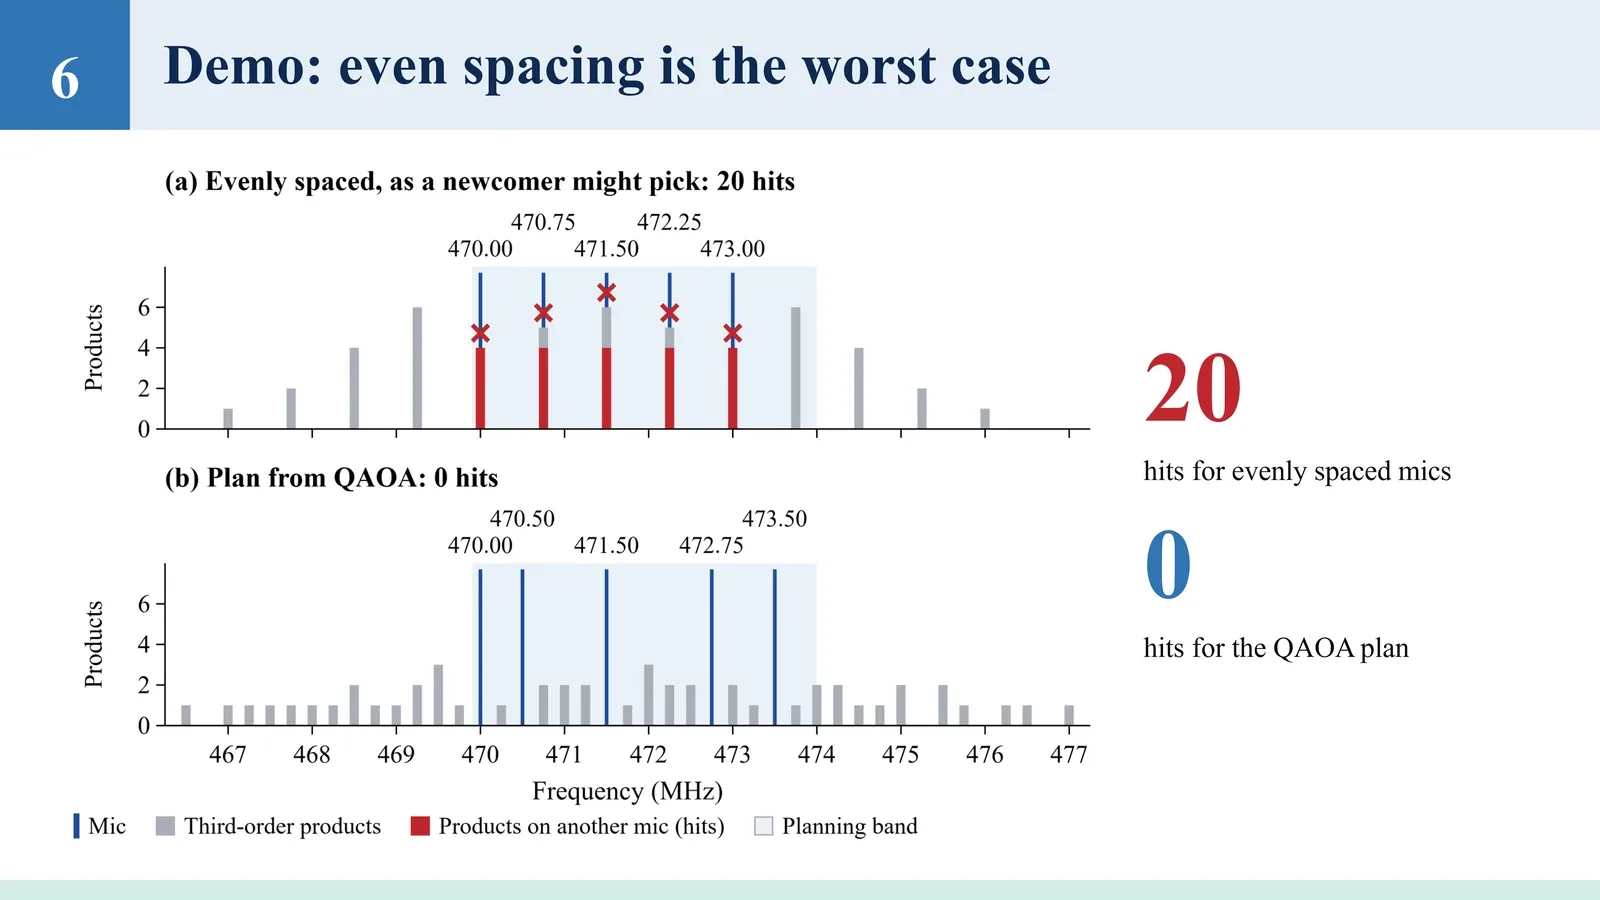 6
Demo: even spacing is the worst case
(a) Evenly spaced, as a newcomer might pick: 20 hits
470.75 472.25
470.00 471.50 473.00
Products
6
4
2
0
(b) Plan from QAOA: 0 hits
470.50 473.50
470.00 471.50 472.75
Products
6
4
2
0
467 468 469 470 471 472 473 474 475 476 477
Frequency (MHz)
Mic Third-order products Products on another mic (hits) Planning band
20
hits for evenly spaced mics
0
hits for the QAOA plan